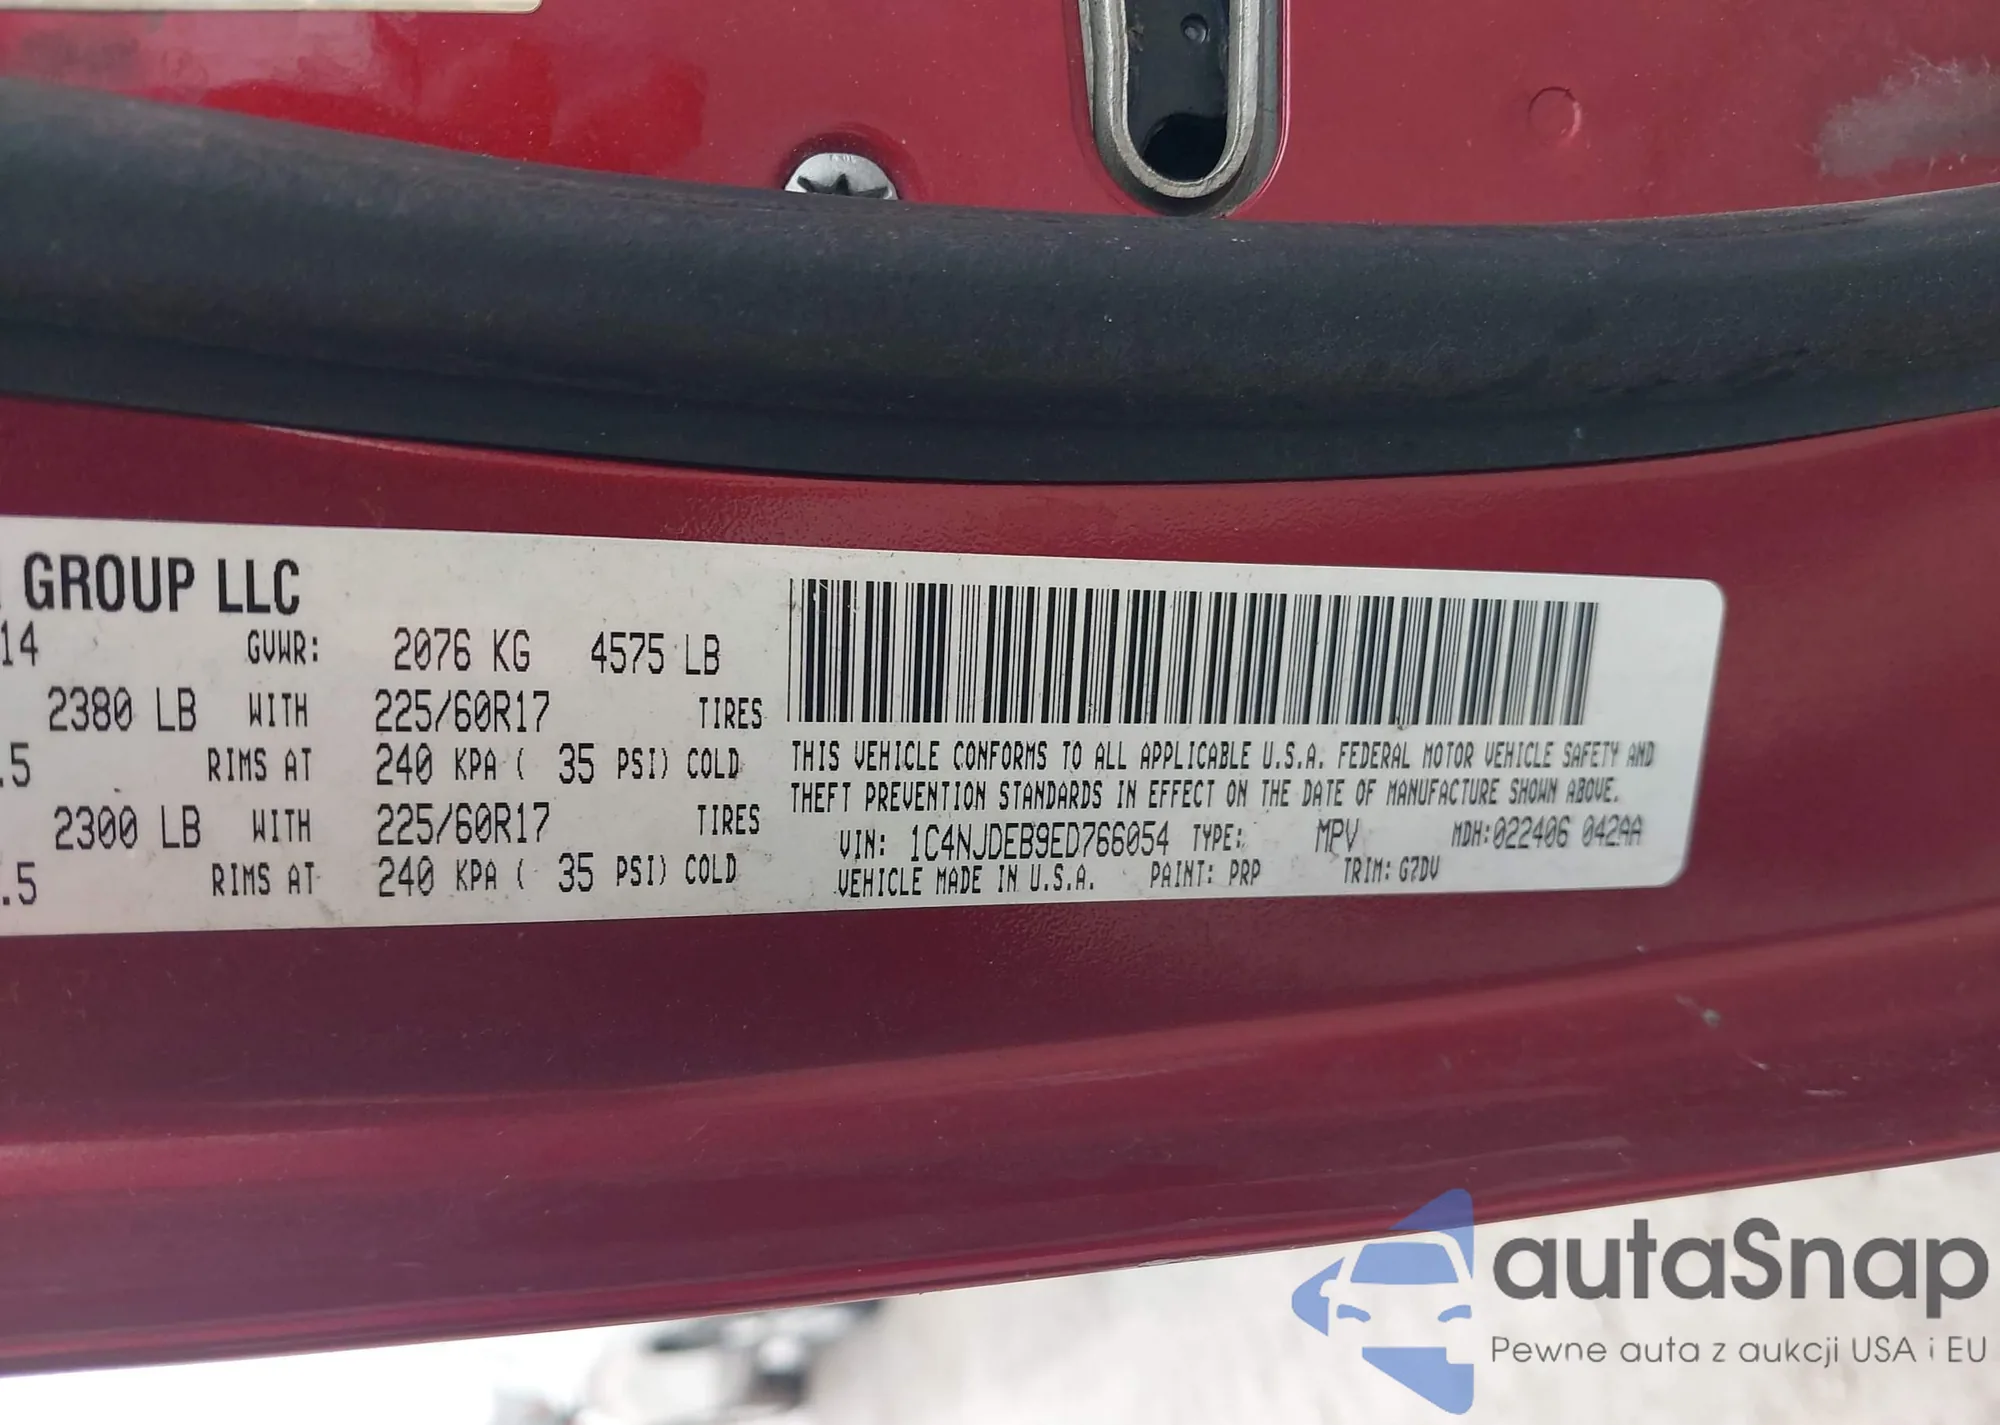 GROUP LLC
14 GVWR: 2076 KG 4575 LB
2380 LB WITH 225/60R17 TIRES
.5 RIMS AT 240 KPA ( 35 PSI) COLD
2300 LB WITH 225/60R17 TIRES
.5 RIMS AT 240 KPA ( 35 PSI) COLD
THIS VEHICLE CONFORMS TO ALL APPLICABLE U.S.A. FEDERAL MOTOR VEHICLE SAFETY AND
THEFT PREVENTION STANDARDS IN EFFECT ON THE DATE OF MANUFACTURE SHOWN ABOVE.
VIN: 1C4NJDEB9ED766054 TYPE: MPV MDH:022406 042AA
VEHICLE MADE IN U.S.A. PAINT: PRP TRIM: G7DV
autaSnap
Pewne auta z aukcji USA i EU